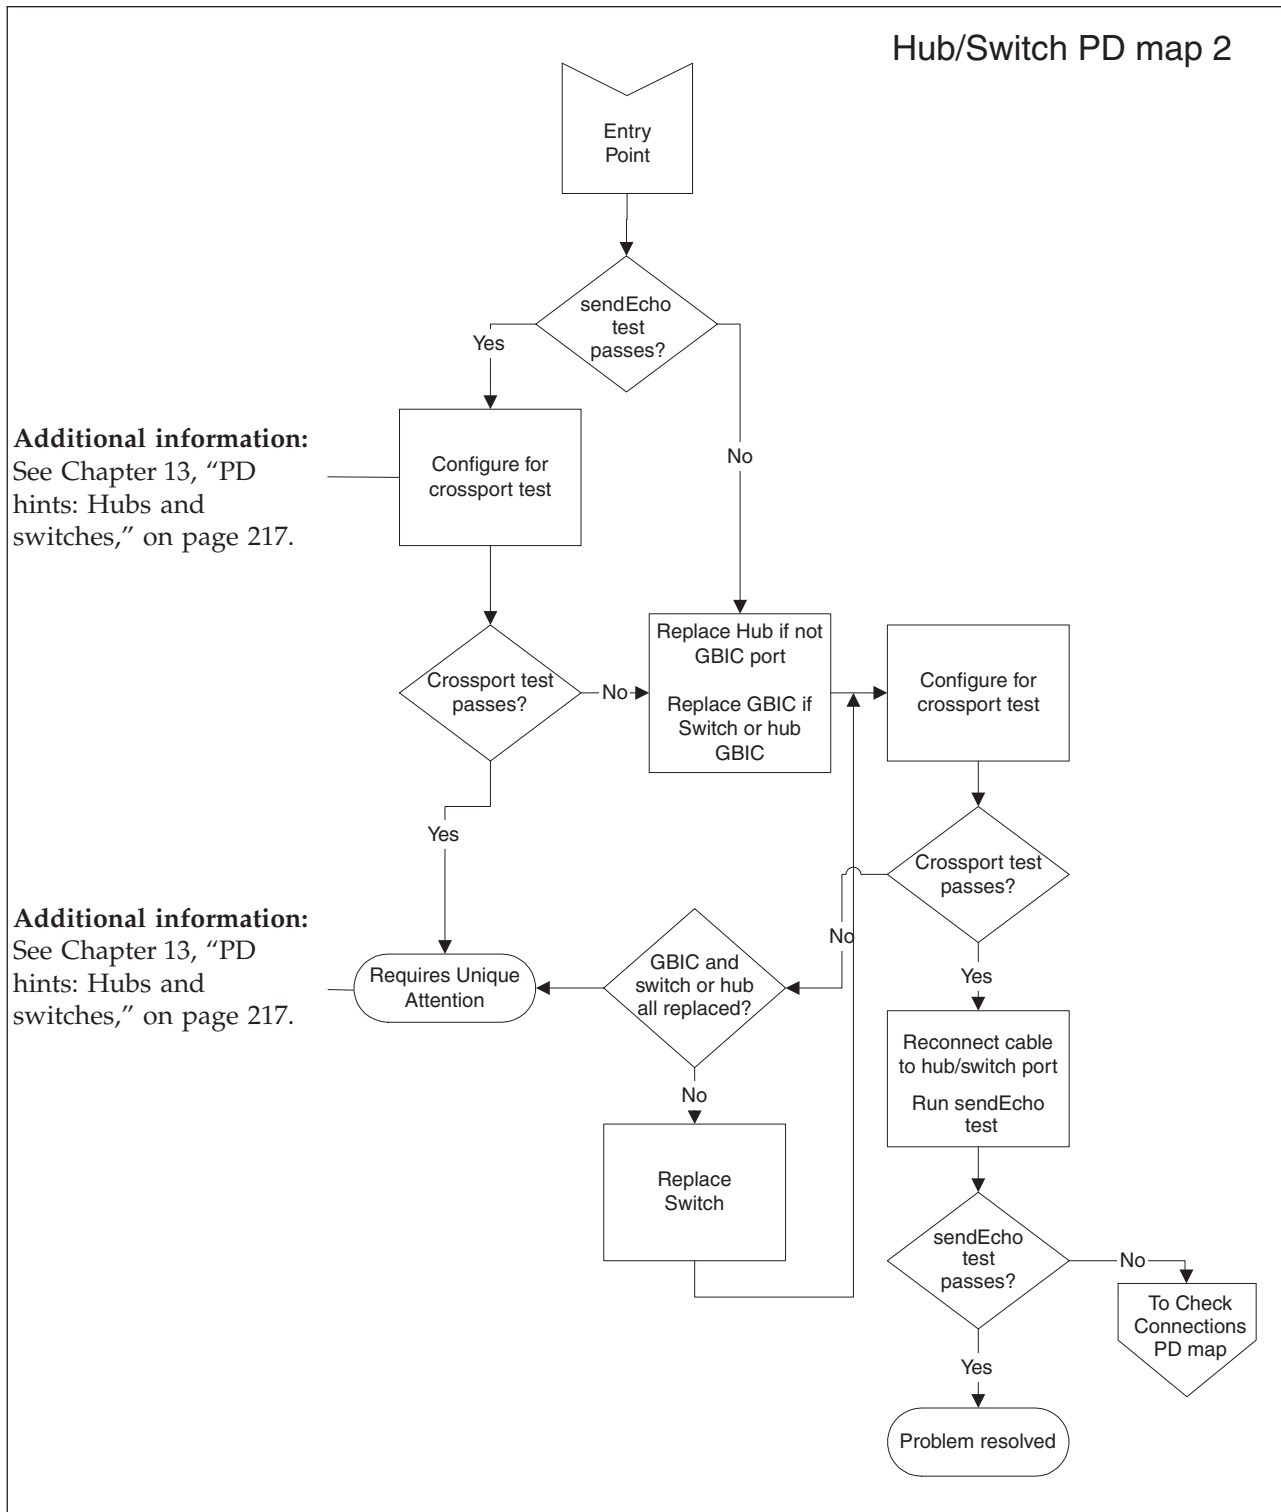 Hub/Switch PD map 2
Entry
Point
sendEcho
test
passes?
Yes
No
Additional information:
See Chapter 13, “PD
hints: Hubs and
switches,” on page 217.
Configure for
crossport test
Crossport test
passes?
No
Yes
Replace Hub if not
GBIC port
Replace GBIC if
Switch or hub
GBIC
Configure for
crossport test
Crossport test
passes?
No
Yes
Additional information:
See Chapter 13, “PD
hints: Hubs and
switches,” on page 217.
Requires Unique
Attention
GBIC and
switch or hub
all replaced?
No
Replace
Switch
Reconnect cable
to hub/switch port
Run sendEcho
test
sendEcho
test
passes?
No
To Check
Connections
PD map
Yes
Problem resolved